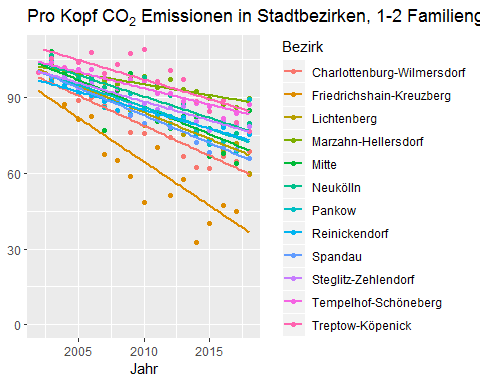 Pro Kopf CO₂ Emissionen in Stadtbezirken, 1-2 Familieng
Bezirk
Charlottenburg-Wilmersdorf
Friedrichshain-Kreuzberg
Lichtenberg
Marzahn-Hellersdorf
Mitte
Neukölln
Pankow
Reinickendorf
Spandau
Steglitz-Zehlendorf
Tempelhof-Schöneberg
Treptow-Köpenick
90
60
30
0
2005
2010
2015
Jahr